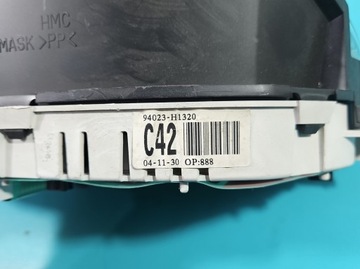 HMC
MASK >PP<
94023-H1320
C42
04-11-30 OP:888